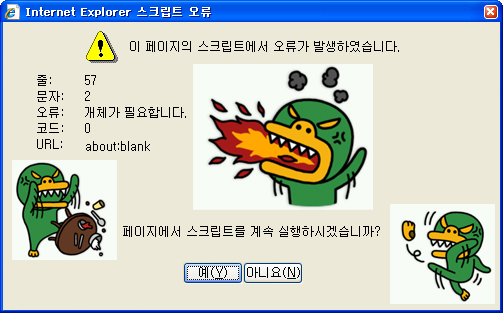 Internet Explorer 스크립트 오류
이 페이지의 스크립트에서 오류가 발생하였습니다.
줄: 57
문자: 2
오류: 개체가 필요합니다.
코드: 0
URL: about:blank
페이지에서 스크립트를 계속 실행하시겠습니까?
예(Y) 아니요(N)